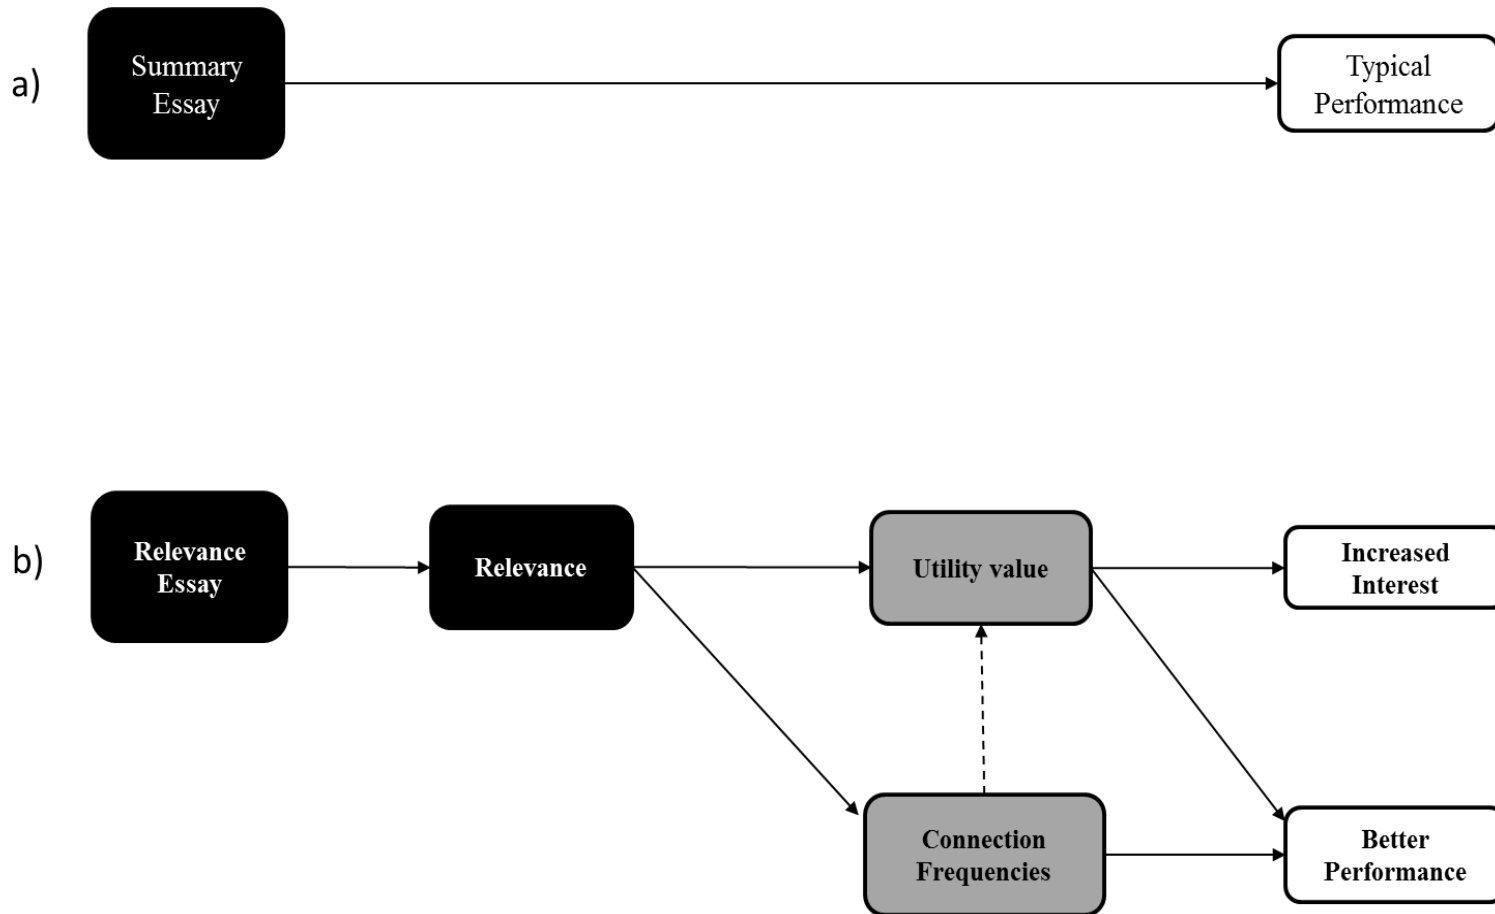 a)
Summary
Essay
Typical
Performance
b)
Relevance
Essay
Relevance
Utility value
Increased
Interest
Connection
Frequencies
Better
Performance